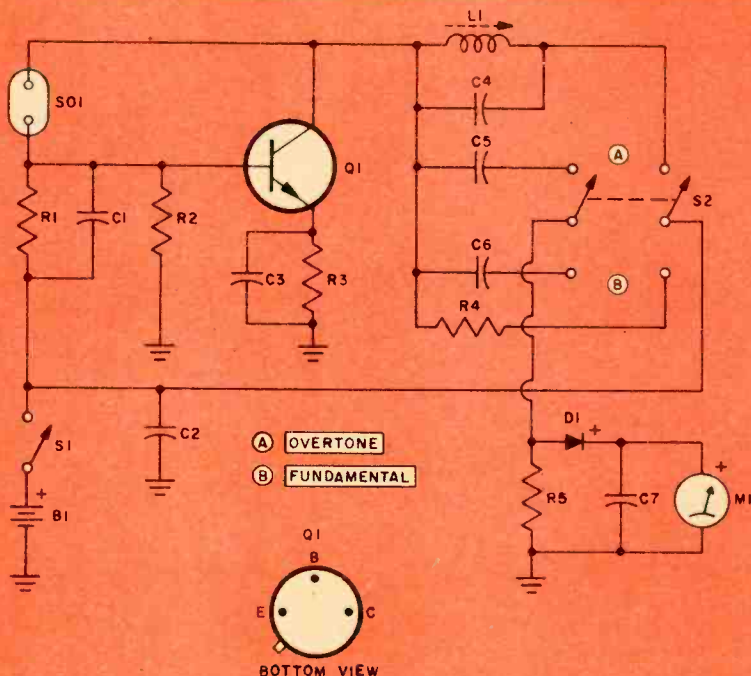 L1
SO1
C4
Q1
C5
A
R1
C1
R2
S2
C3
R3
C6
B
R4
S1
C2
D1
+
+
A OVERTONE
B FUNDAMENTAL
R5
C7
M1
+
B1
Q1
B
E
C
BOTTOM VIEW